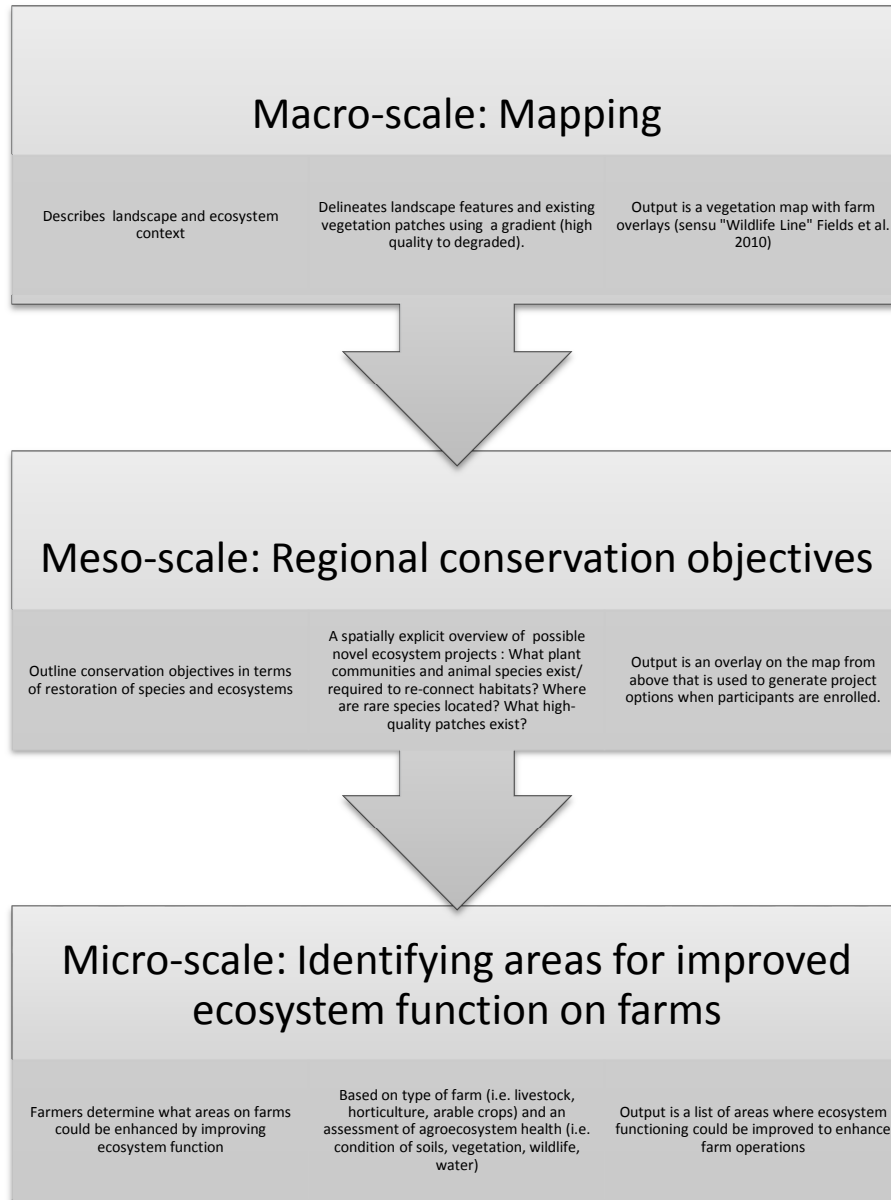 Macro-scale: Mapping
Describes landscape and ecosystem
context
Delineates landscape features and existing
vegetation patches using a gradient (high
quality to degraded).
Output is a vegetation map with farm
overlays (sensu "Wildlife Line" Fields et al.
2010)
Meso-scale: Regional conservation objectives
Outline conservation objectives in terms
of restoration of species and ecosystems
A spatially explicit overview of possible
novel ecosystem projects : What plant
communities and animal species exist/
required to re-connect habitats? Where
are rare species located? What high-
quality patches exist?
Output is an overlay on the map from
above that is used to generate project
options when participants are enrolled.
Micro-scale: Identifying areas for improved
ecosystem function on farms
Farmers determine what areas on farms
could be enhanced by improving
ecosystem function
Based on type of farm (i.e. livestock,
horticulture, arable crops) and an
assessment of agroecosystem health (i.e.
condition of soils, vegetation, wildlife,
water)
Output is a list of areas where ecosystem
functioning could be improved to enhance
farm operations